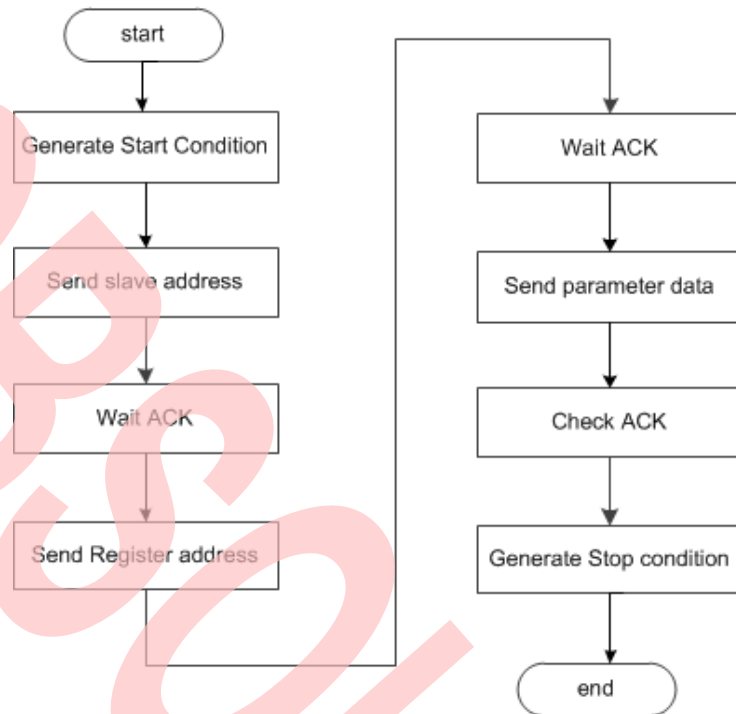 start
Generate Start Condition
Send slave address
Wait ACK
Send Register address
Wait ACK
Send parameter data
Check ACK
Generate Stop condition
end